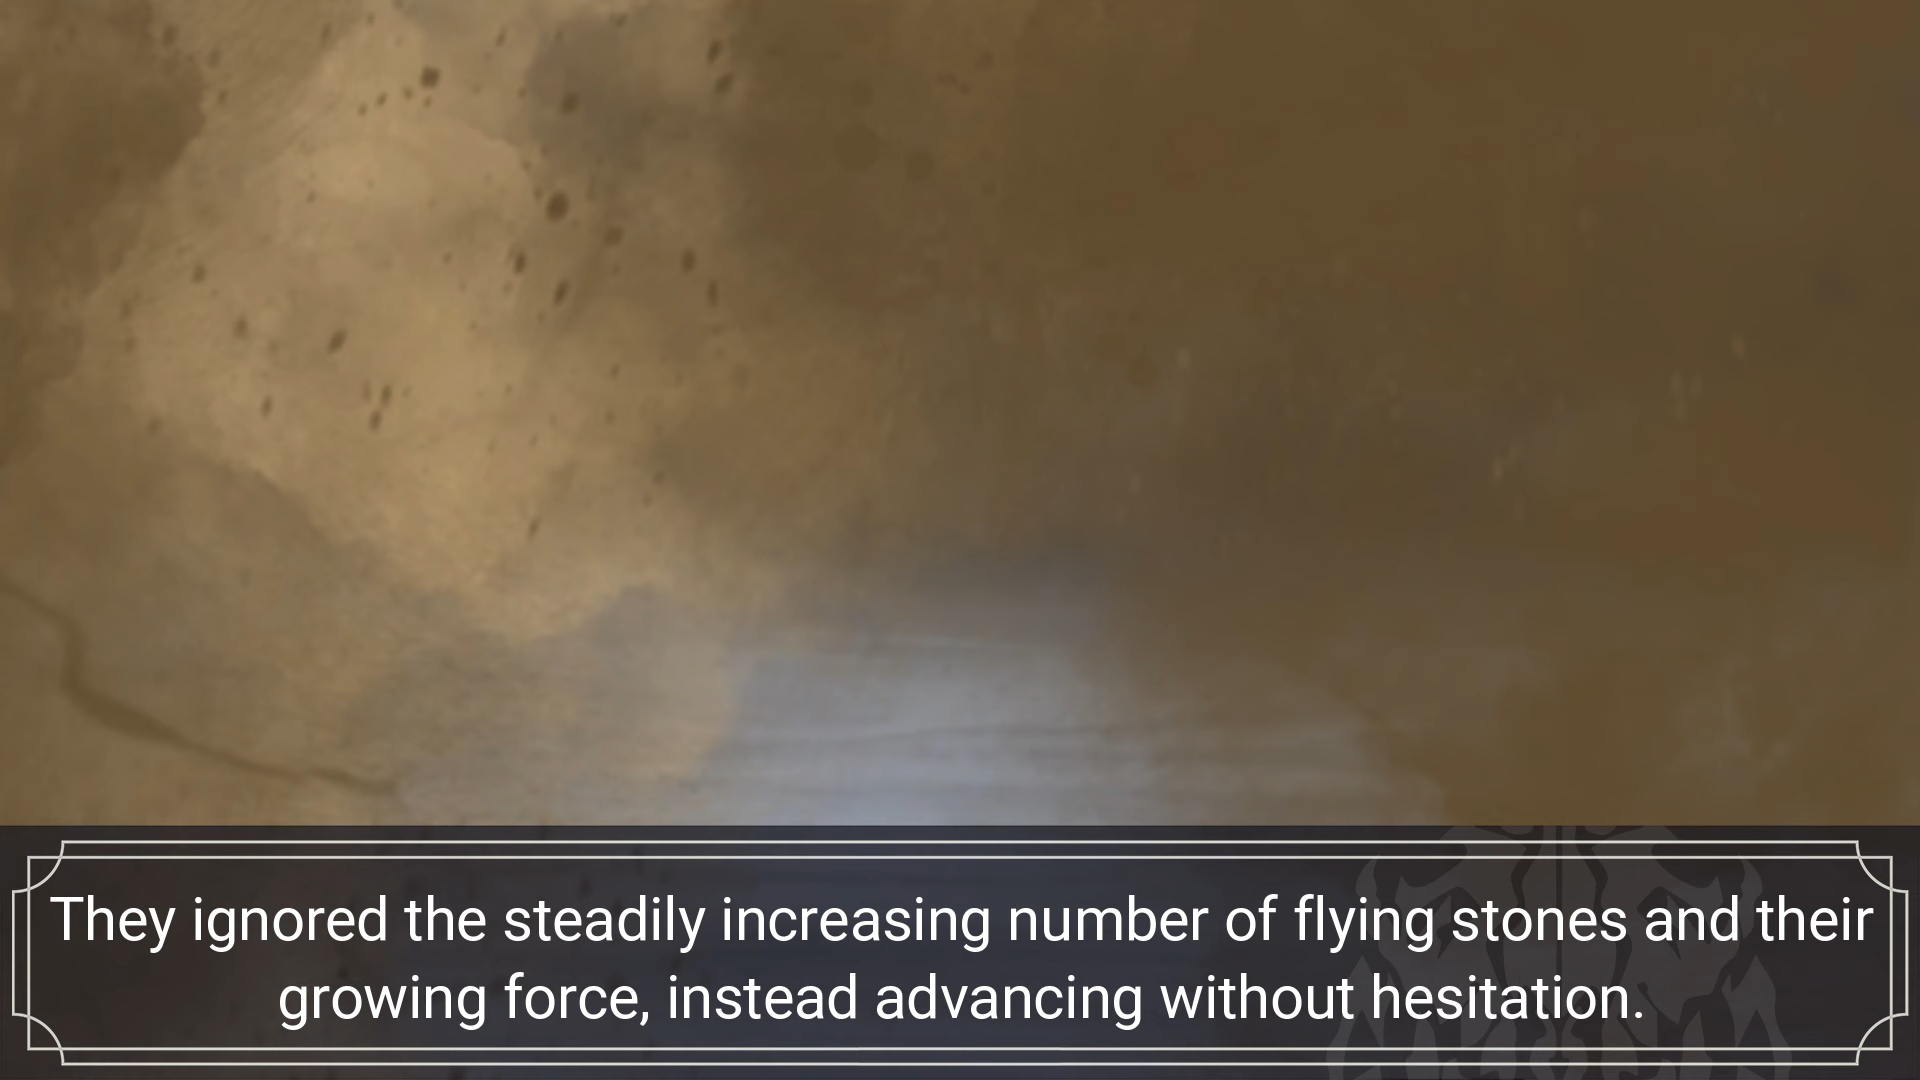 They ignored the steadily increasing number of flying stones and their
growing force, instead advancing without hesitation.